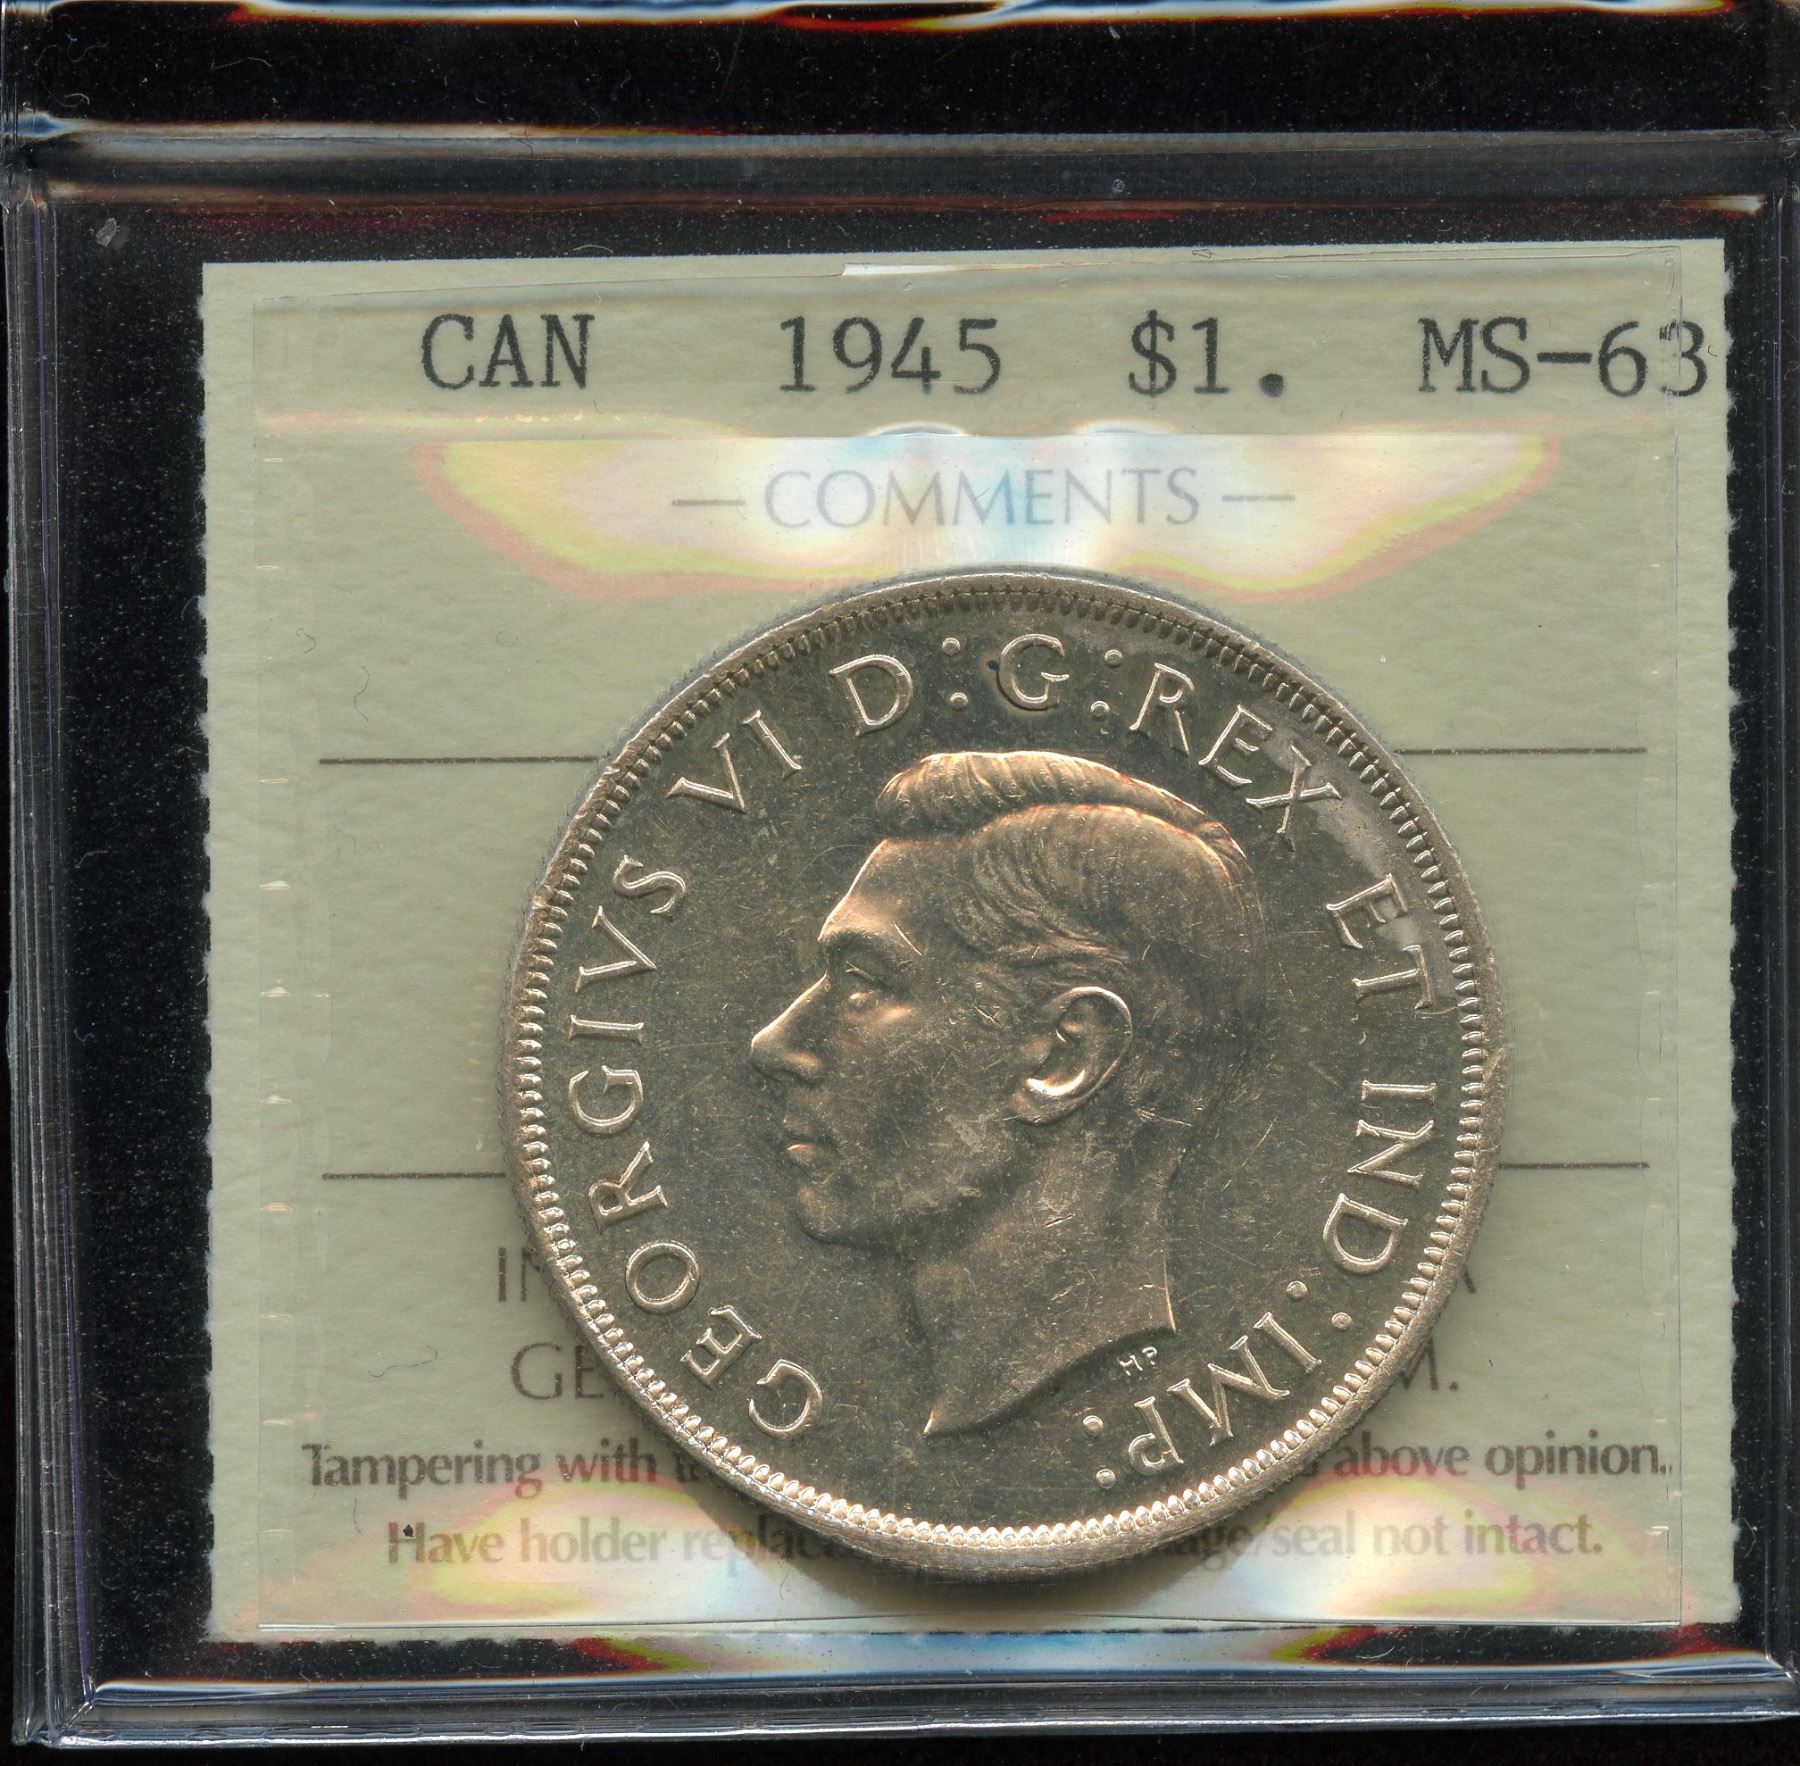 CAN 1945 $1. MS-63
— COMMENTS —
GEORGIVS VI D:G:REX ET IND:IMP:
HP
Tampering with above opinion.
Have holder seal not intact.